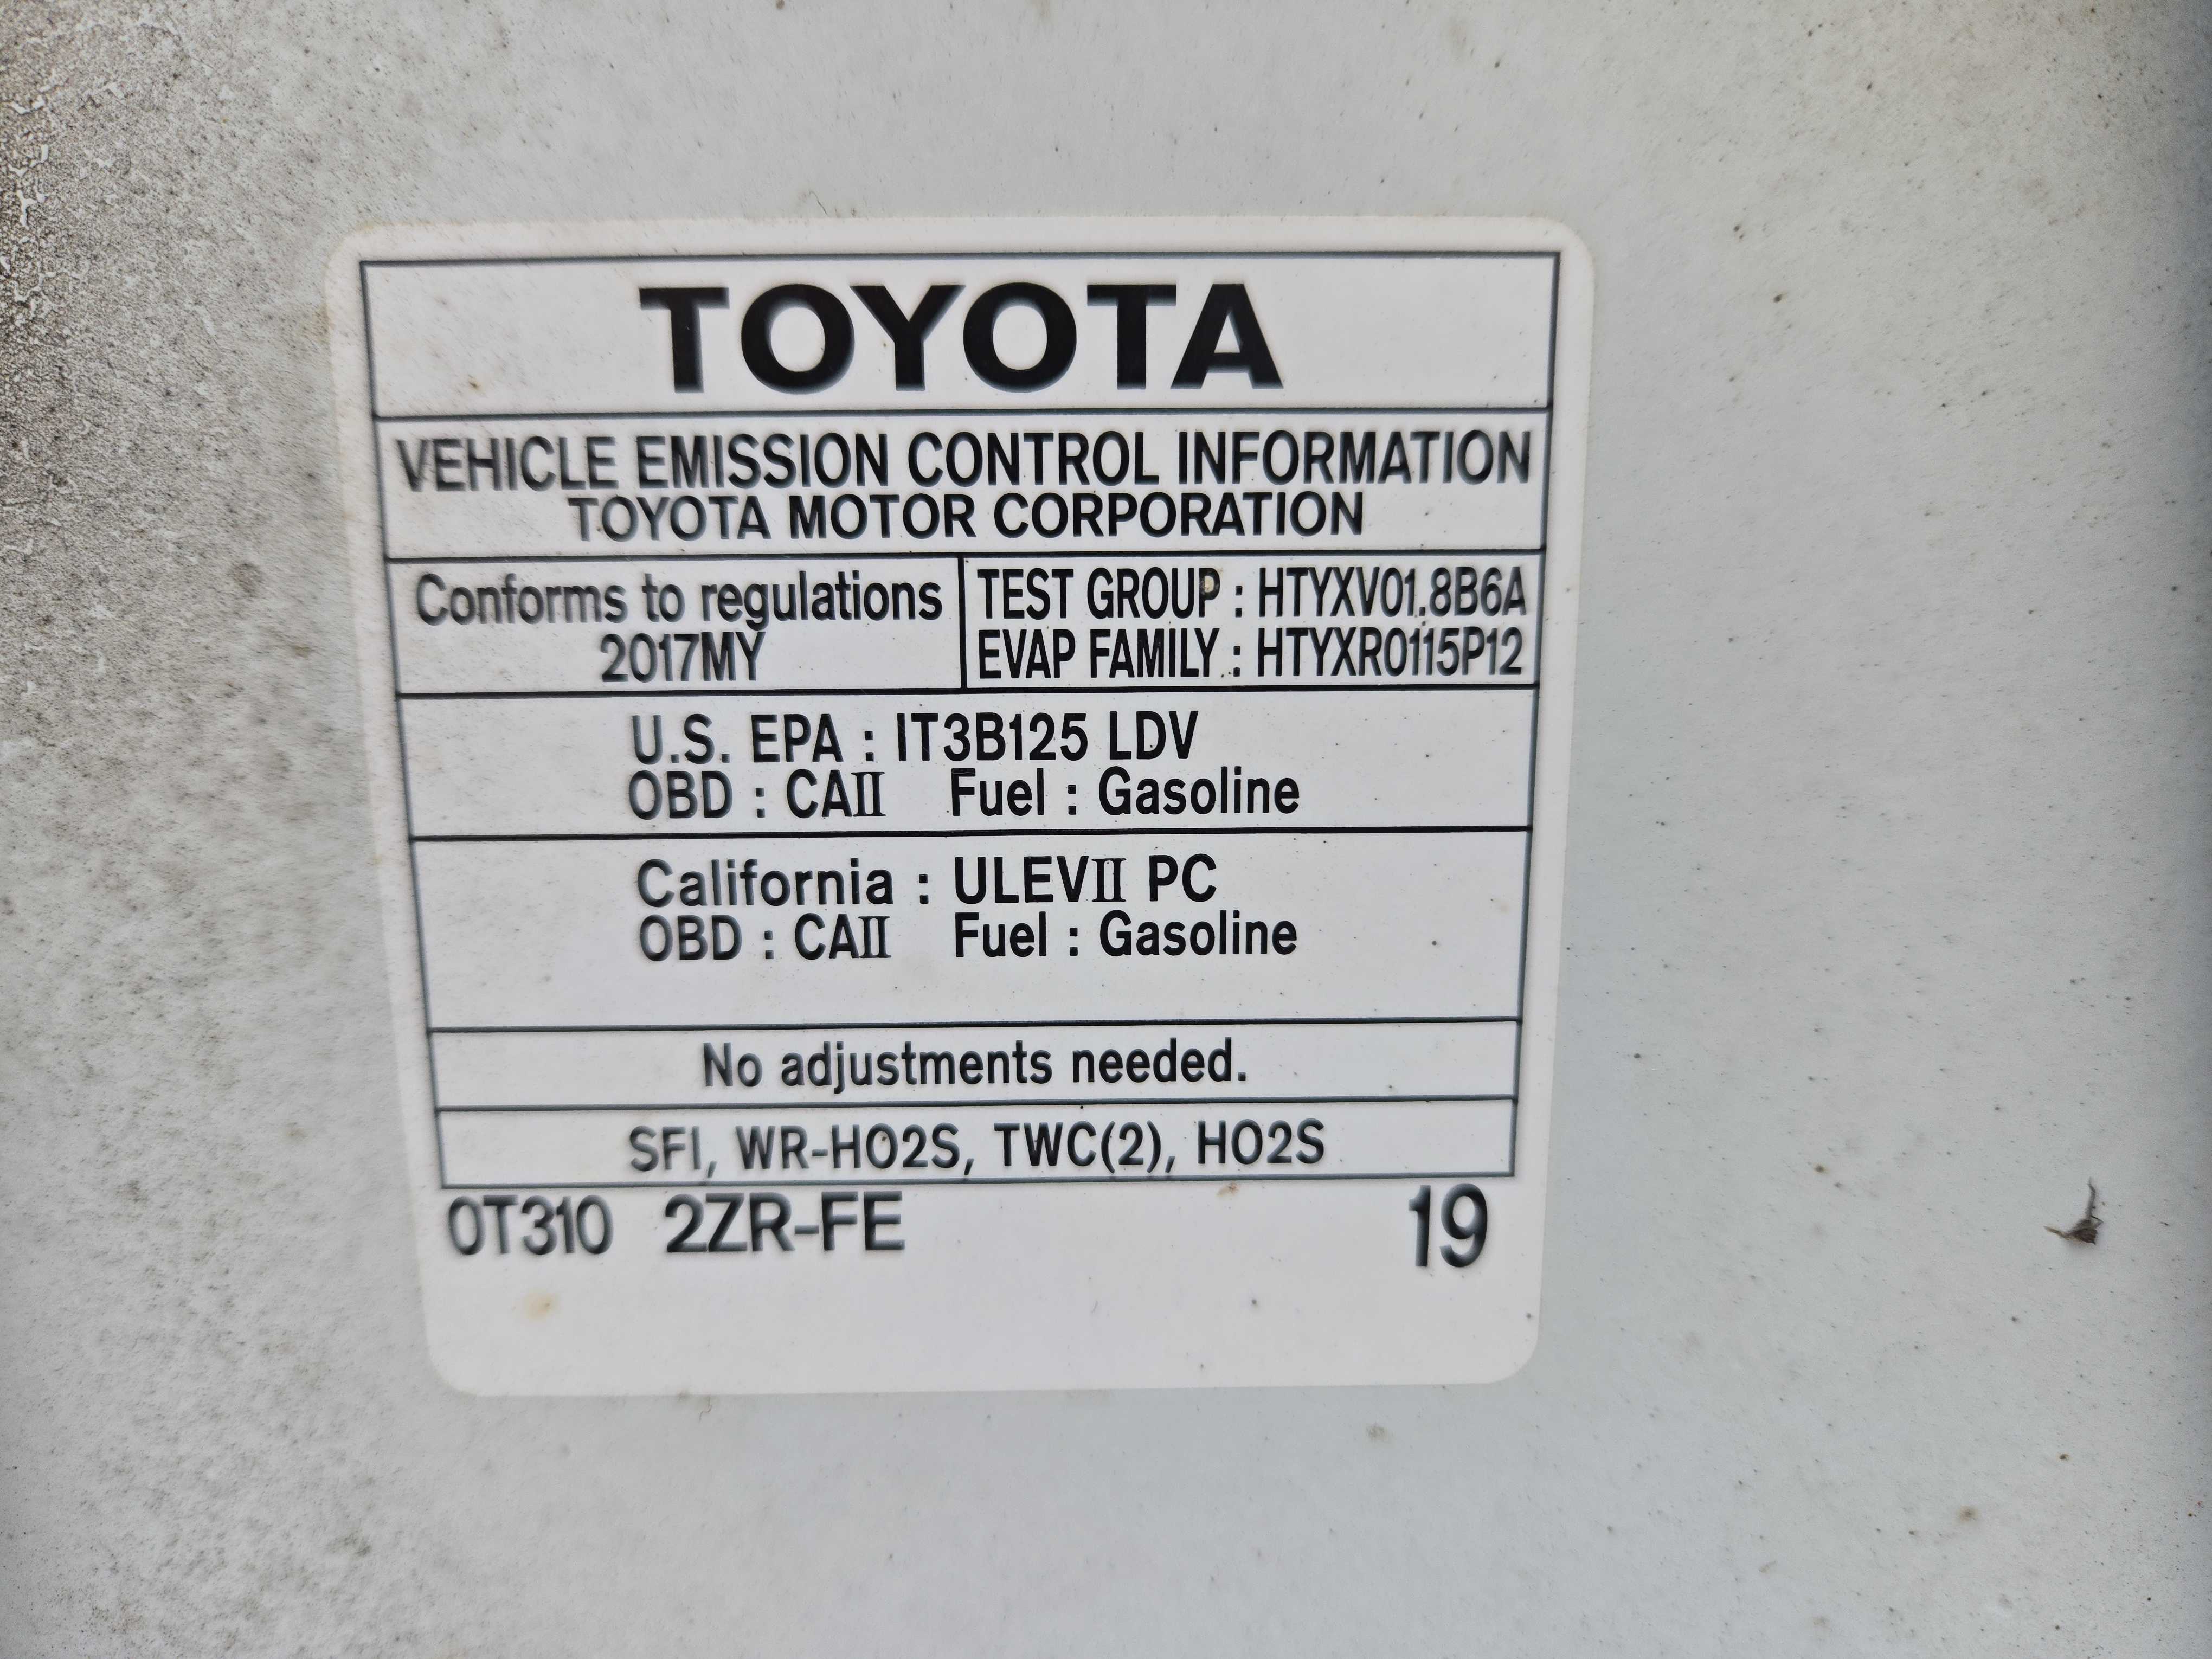 TOYOTA
VEHICLE EMISSION CONTROL INFORMATION
TOYOTA MOTOR CORPORATION
Conforms to regulations
2017MY
TEST GROUP : HTYXV01.8B6A
EVAP FAMILY : HTYXR0115P12
U.S. EPA : IT3B125 LDV
OBD : CAII Fuel : Gasoline
California : ULEVII PC
OBD : CAII Fuel : Gasoline
No adjustments needed.
SFI, WR-HO2S, TWC(2), HO2S
0T310 2ZR-FE 19